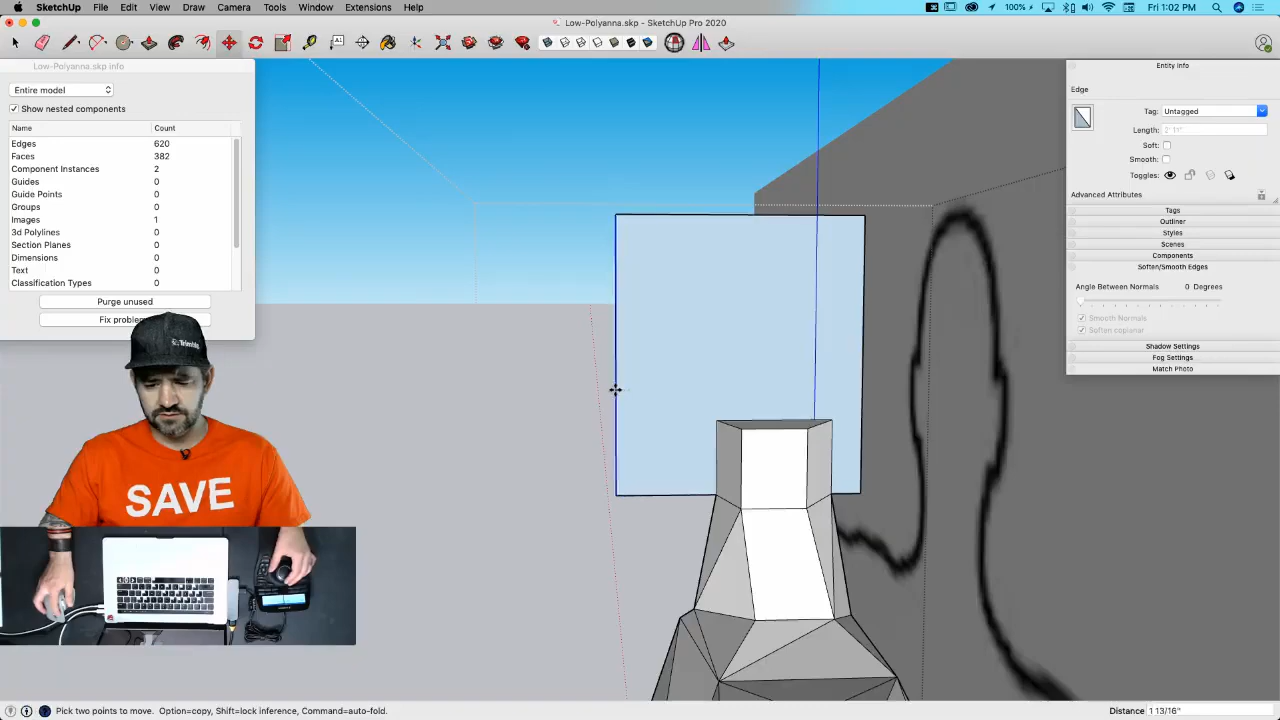 SketchUp File Edit View Draw Camera Tools Window Extensions Help 100% Fri 1:02 PM
Low-Polyanna.skp - SketchUp Pro 2020
Low-Polyanna.skp info
Entire model
Show nested components
Name Count
Edges 620
Faces 382
Component Instances 2
Guides 0
Guide Points 0
Groups 0
Images 1
3d Polylines 0
Section Planes 0
Dimensions 0
Text 0
Classification Types 0
Purge unused
Fix problem
Trimble.
SAVE
Entity Info
Edge
Tag: Untagged
Length: 2' 11"
Soft:
Smooth:
Toggles:
Advanced Attributes
Tags
Outliner
Styles
Scenes
Components
Soften/Smooth Edges
Angle Between Normals 0 Degrees
Smooth Normals
Soften coplanar
Shadow Settings
Fog Settings
Match Photo
Pick two points to move. Option=copy, Shift=lock inference, Command=auto-fold.
Distance 1 13/16"